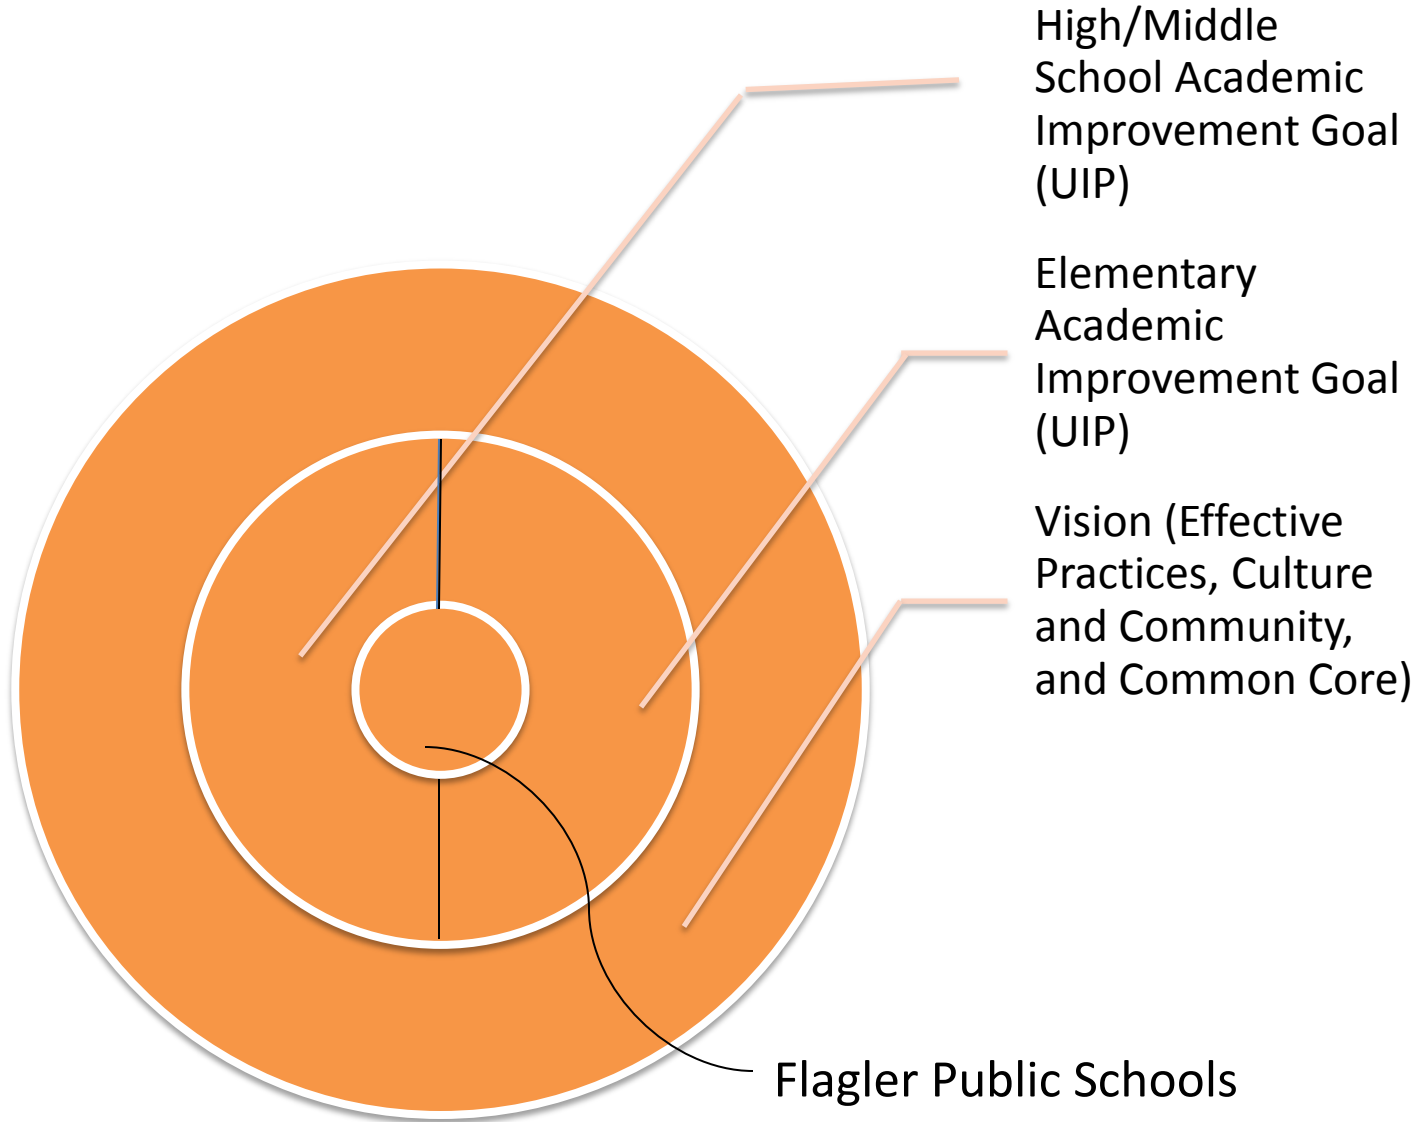 High/Middle
School Academic
Improvement Goal
(UIP)
Elementary
Academic
Improvement Goal
(UIP)
Vision (Effective
Practices, Culture
and Community,
and Common Core)
Flagler Public Schools